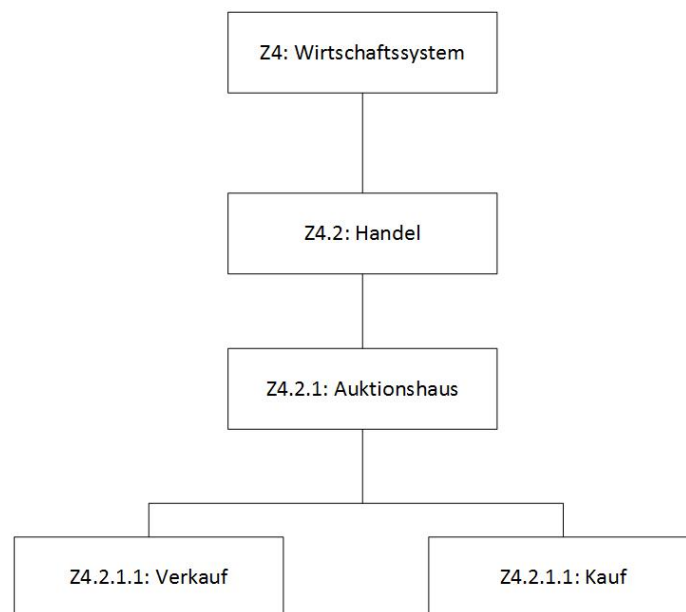 Z4: Wirtschaftssystem
Z4.2: Handel
Z4.2.1: Auktionshaus
Z4.2.1.1: Verkauf
Z4.2.1.1: Kauf